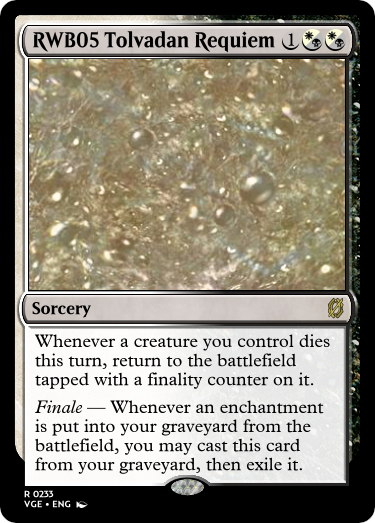 RWB05 Tolvadan Requiem 1
Sorcery
Whenever a creature you control dies
this turn, return to the battlefield
tapped with a finality counter on it.
Finale — Whenever an enchantment
is put into your graveyard from the
battlefield, you may cast this card
from your graveyard, then exile it.
R 0233
VGE • ENG